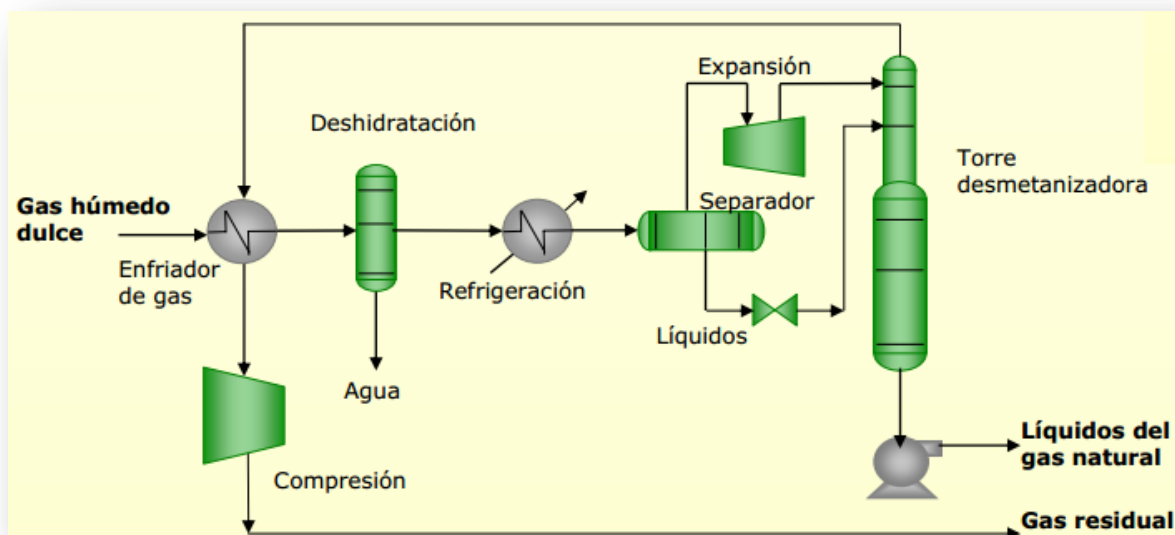 Expansión
Deshidratación
Torre
desmetanizadora
Gas húmedo
dulce
Separador
Enfriador
de gas
Refrigeración
Líquidos
Agua
Líquidos del
gas natural
Compresión
Gas residual